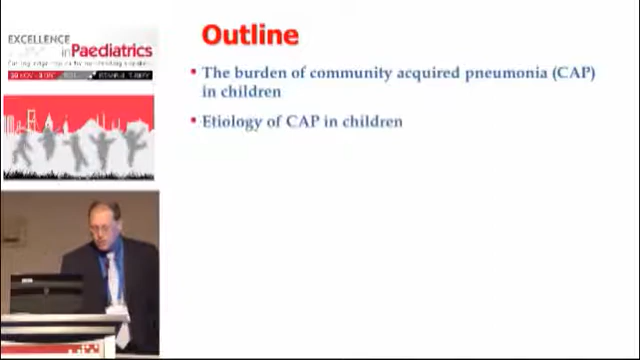 EXCELLENCE
in Paediatrics
Outline
• The burden of community acquired pneumonia (CAP)
in children
• Etiology of CAP in children